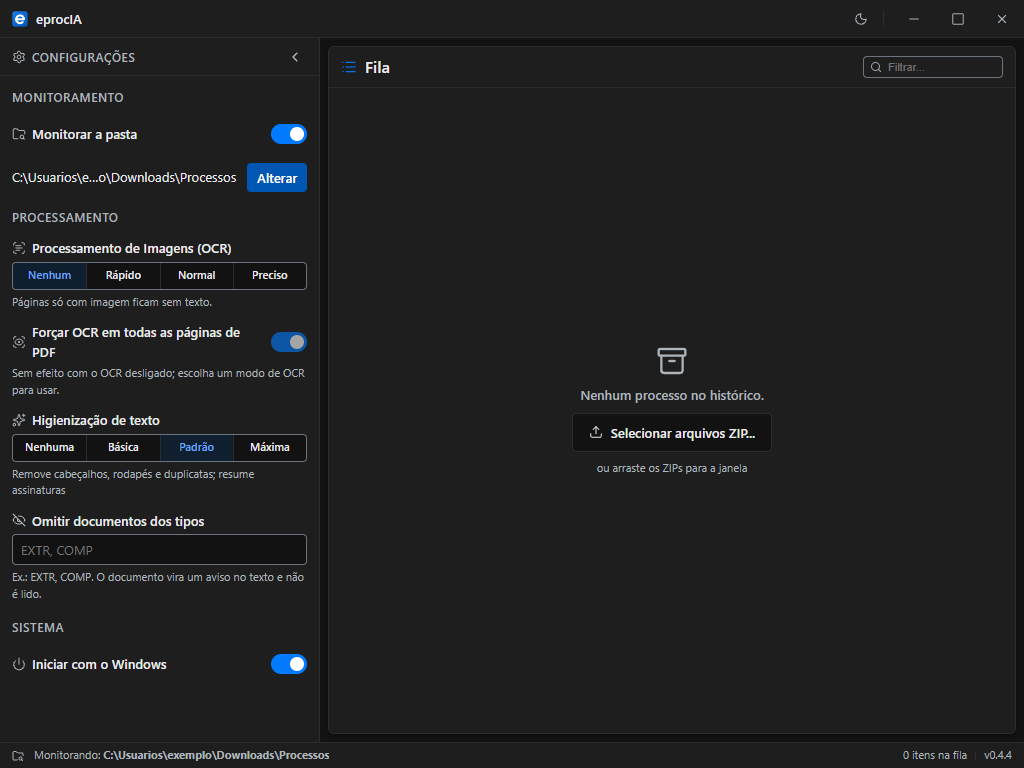 eprocIA
CONFIGURAÇÕES
MONITORAMENTO
Monitorar a pasta
C:\Usuarios\e...o\Downloads\Processos
Alterar
PROCESSAMENTO
Processamento de Imagens (OCR)
Nenhum Rápido Normal Preciso
Páginas só com imagem ficam sem texto.
Forçar OCR em todas as páginas de
PDF
Sem efeito com o OCR desligado; escolha um modo de OCR
para usar.
Higienização de texto
Nenhuma Básica Padrão Máxima
Remove cabeçalhos, rodapés e duplicatas; resume
assinaturas
Omitir documentos dos tipos
EXTR, COMP
Ex.: EXTR, COMP. O documento vira um aviso no texto e não
é lido.
SISTEMA
Iniciar com o Windows
Fila
Filtrar...
Nenhum processo no histórico.
Selecionar arquivos ZIP...
ou arraste os ZIPs para a janela
Monitorando: C:\Usuarios\exemplo\Downloads\Processos
0 itens na fila
v0.4.4